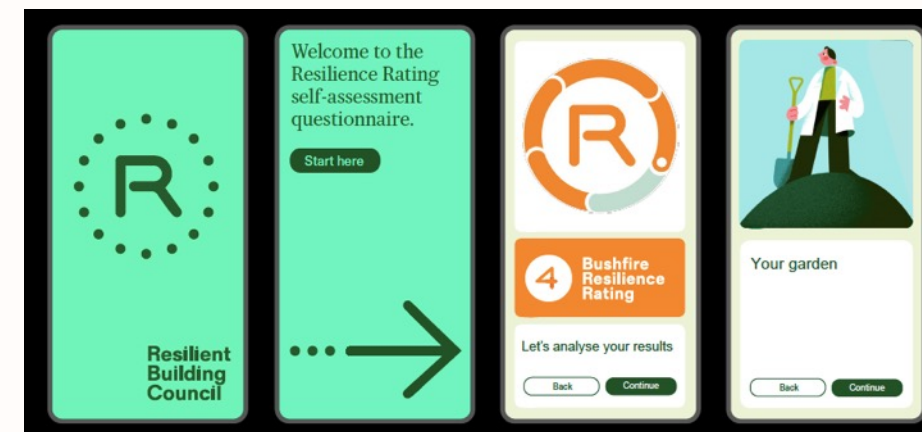 R
Resilient
Building
Council
Welcome to the
Resilience Rating
self-assessment
questionnaire.
Start here
R
4
Bushfire
Resilience
Rating
Let's analyse your results
Back
Continue
Your garden
Back
Continue